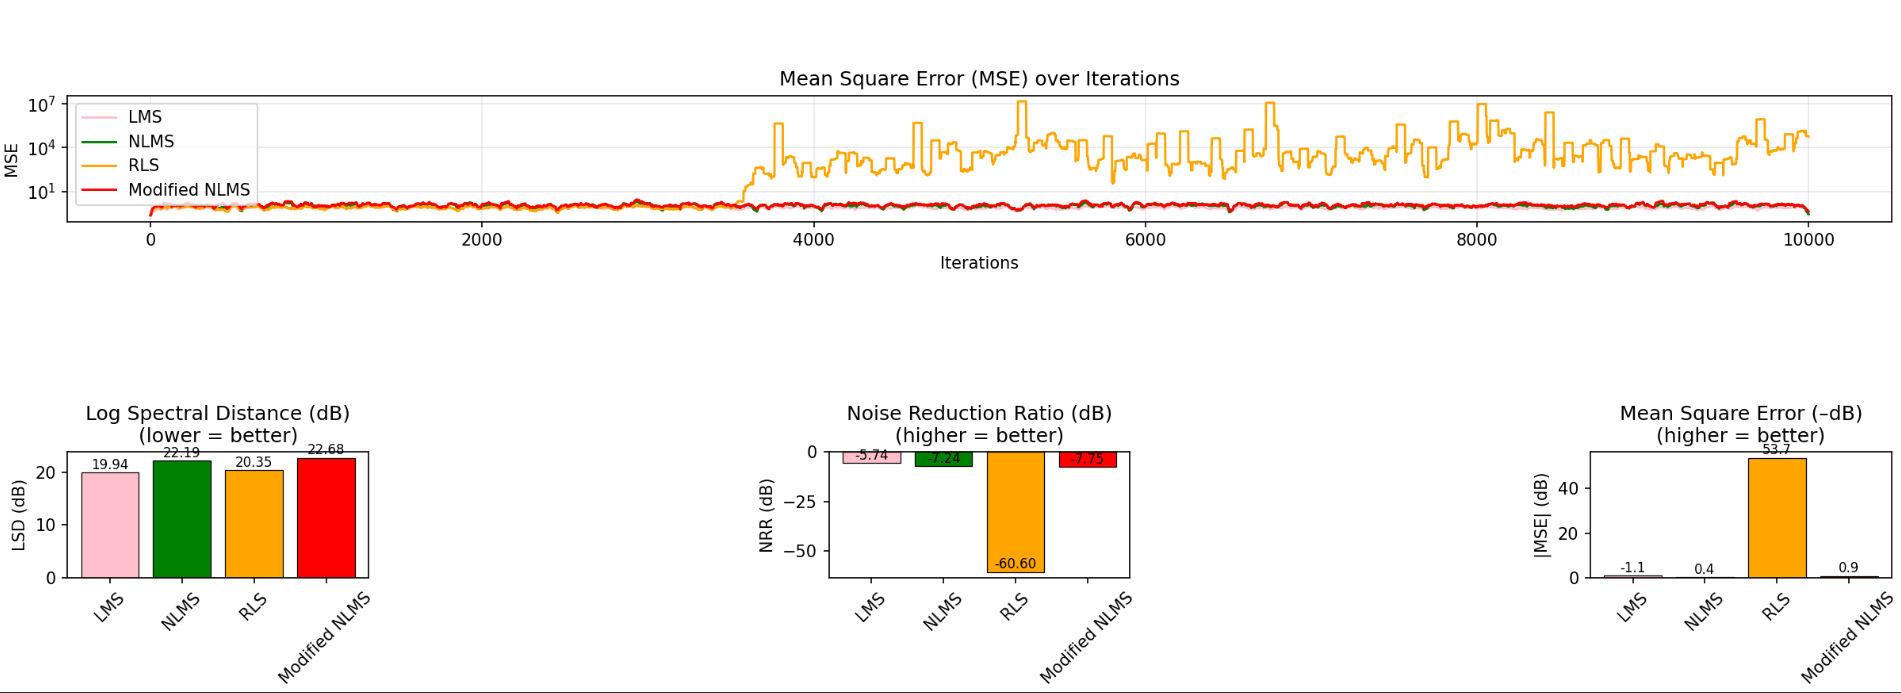 Mean Square Error (MSE) over Iterations
MSE
10^7
10^4
10^1
LMS
NLMS
RLS
Modified NLMS
0 2000 4000 6000 8000 10000
Iterations
Log Spectral Distance (dB)
(lower = better)
LSD (dB)
20
10
0
19.94 22.19 20.35 22.68
LMS NLMS RLS Modified NLMS
Noise Reduction Ratio (dB)
(higher = better)
NRR (dB)
0
−25
−50
-5.74 -7.24 -60.60 -7.75
LMS NLMS RLS Modified NLMS
Mean Square Error (–dB)
(higher = better)
|MSE| (dB)
40
20
0
-1.1 0.4 53.7 0.9
LMS NLMS RLS Modified NLMS